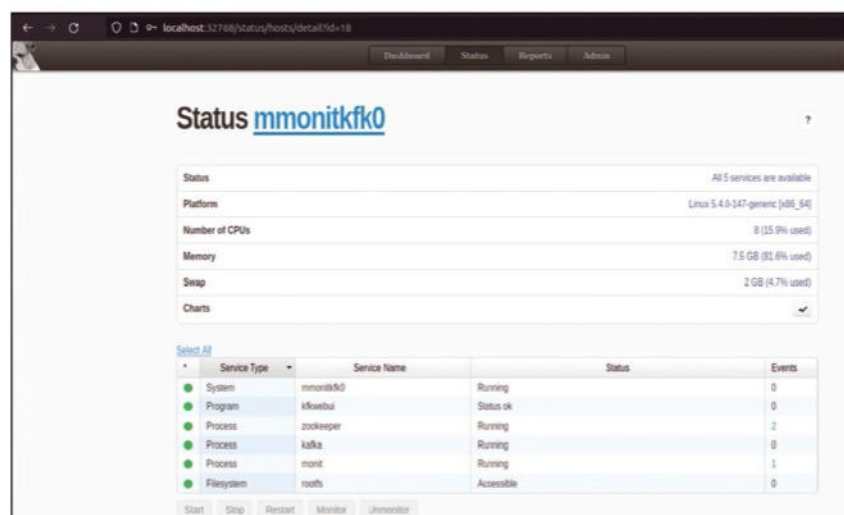 localhost:32768/status/hosts/detail?id=18
Dashboard Status Reports Admin
Status mmonitkfk0
?
Status All 5 services are available
Platform Linux 5.4.0-147-generic [x86_64]
Number of CPUs 8 (15.9% used)
Memory 7.5 GB (81.6% used)
Swap 2 GB (4.7% used)
Charts
Select All
* Service Type Service Name Status Events
System mmonitkfk0 Running 0
Program kfkwebui Status ok 0
Process zookeeper Running 2
Process kafka Running 0
Process monit Running 1
Filesystem rootfs Accessible 0
Start Stop Restart Monitor Unmonitor